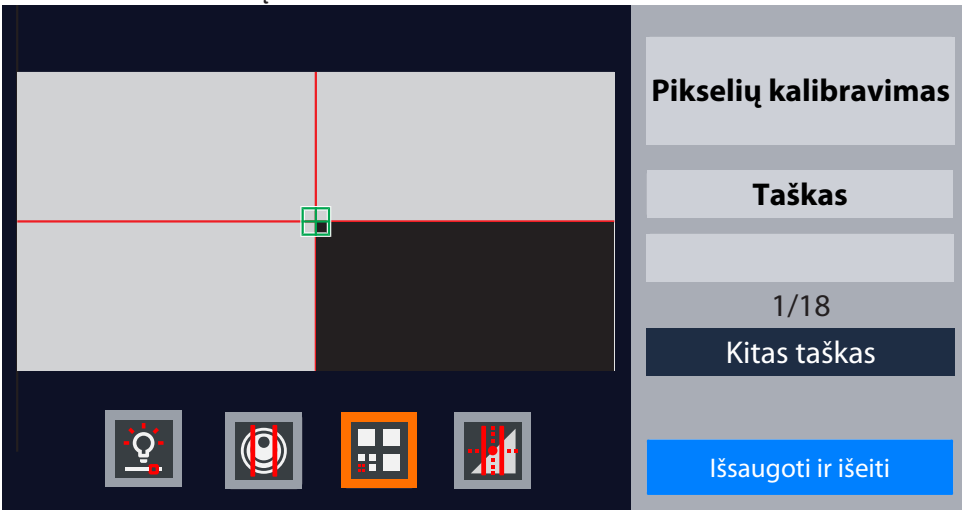 Pikselių kalibravimas
Taškas
1/18
Kitas taškas
Išsaugoti ir išeiti